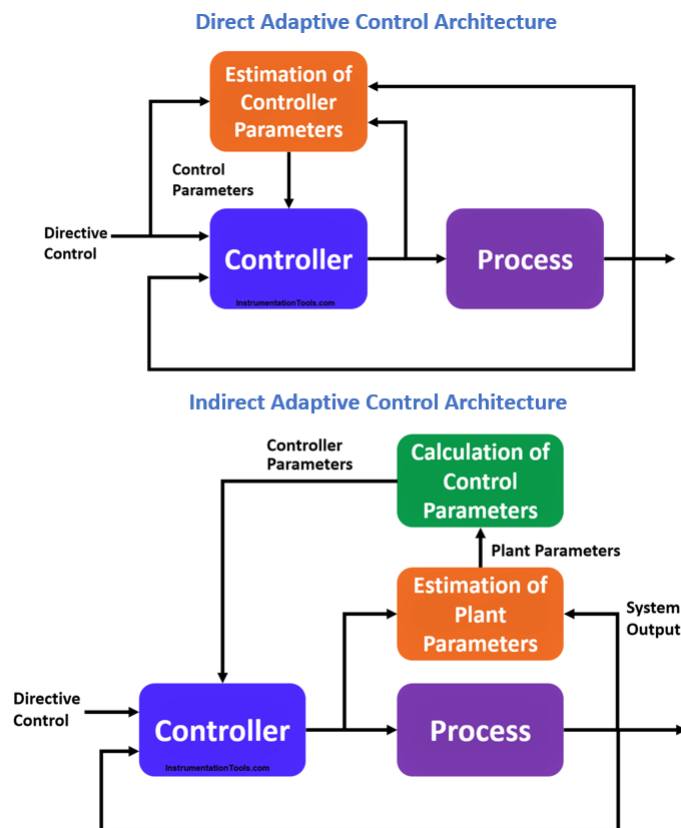 Direct Adaptive Control Architecture
Estimation of
Controller
Parameters
Control
Parameters
Directive
Control
Controller
InstrumentationTools.com
Process
Indirect Adaptive Control Architecture
Controller
Parameters
Calculation of
Control
Parameters
Plant Parameters
Estimation of
Plant
Parameters
System
Output
Directive
Control
Controller
InstrumentationTools.com
Process